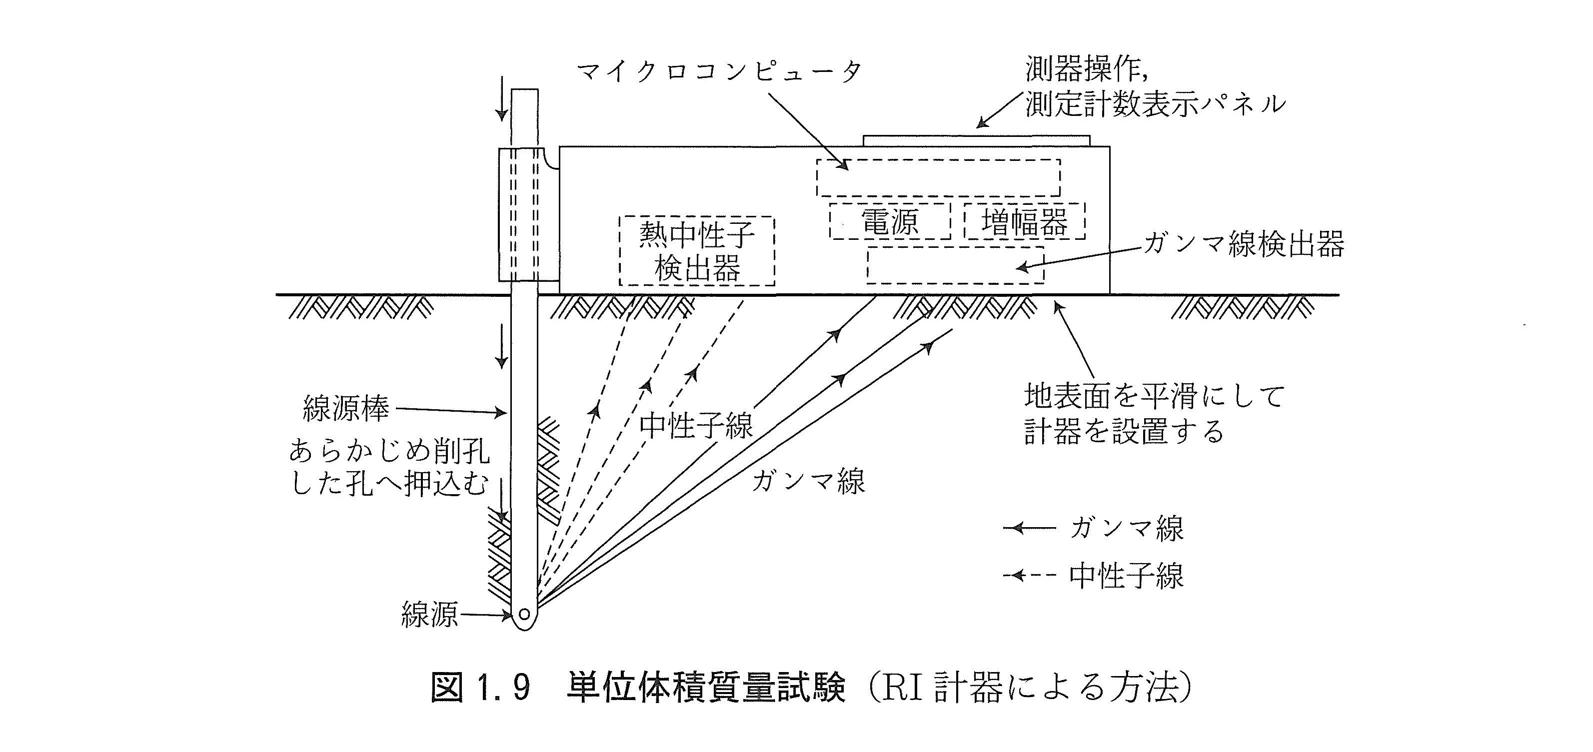 マイクロコンピュータ
測器操作,
測定計数表示パネル
電源
増幅器
熱中性子
検出器
ガンマ線検出器
線源棒
あらかじめ削孔
した孔へ押込む
中性子線
ガンマ線
地表面を平滑にして
計器を設置する
ガンマ線
中性子線
線源
図1.9 単位体積質量試験（RI計器による方法）